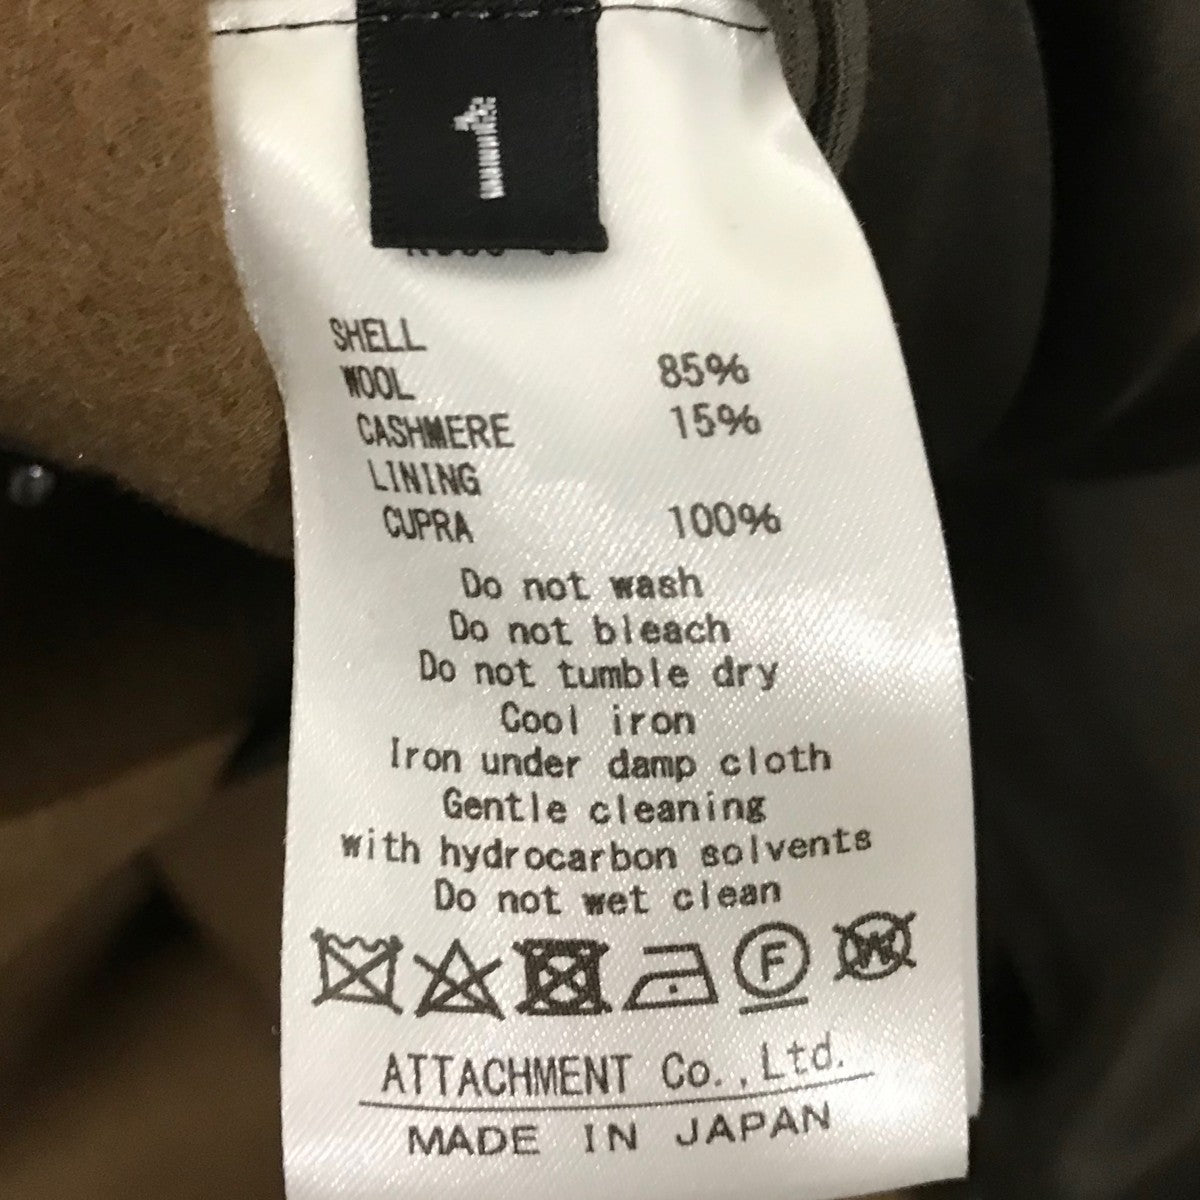 1
SHELL
WOOL 85%
CASHMERE 15%
LINING
CUPRA 100%
Do not wash
Do not bleach
Do not tumble dry
Cool iron
Iron under damp cloth
Gentle cleaning
with hydrocarbon solvents
Do not wet clean
F W
ATTACHMENT Co.,Ltd.
MADE IN JAPAN